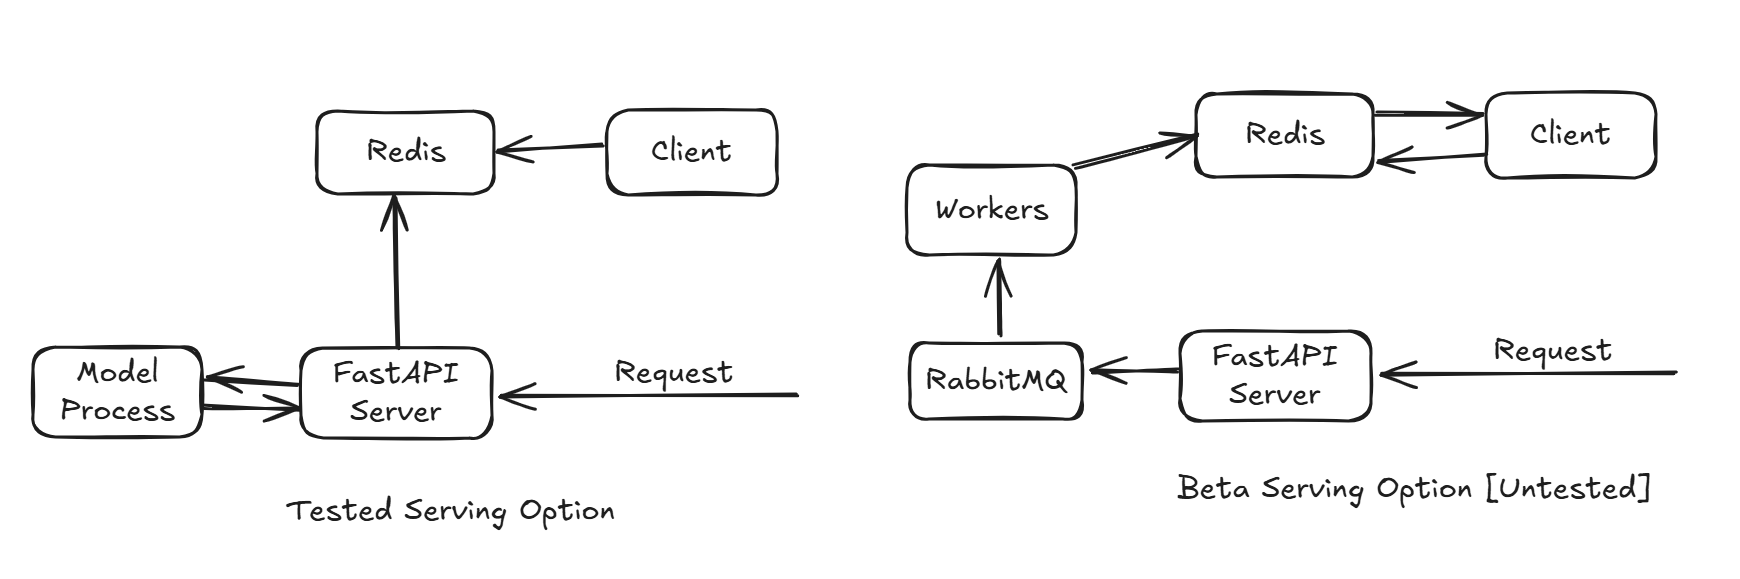 Redis
Client
Model
Process
FastAPI
Server
Request
Tested Serving Option
Redis
Client
Workers
RabbitMQ
FastAPI
Server
Request
Beta Serving Option [Untested]